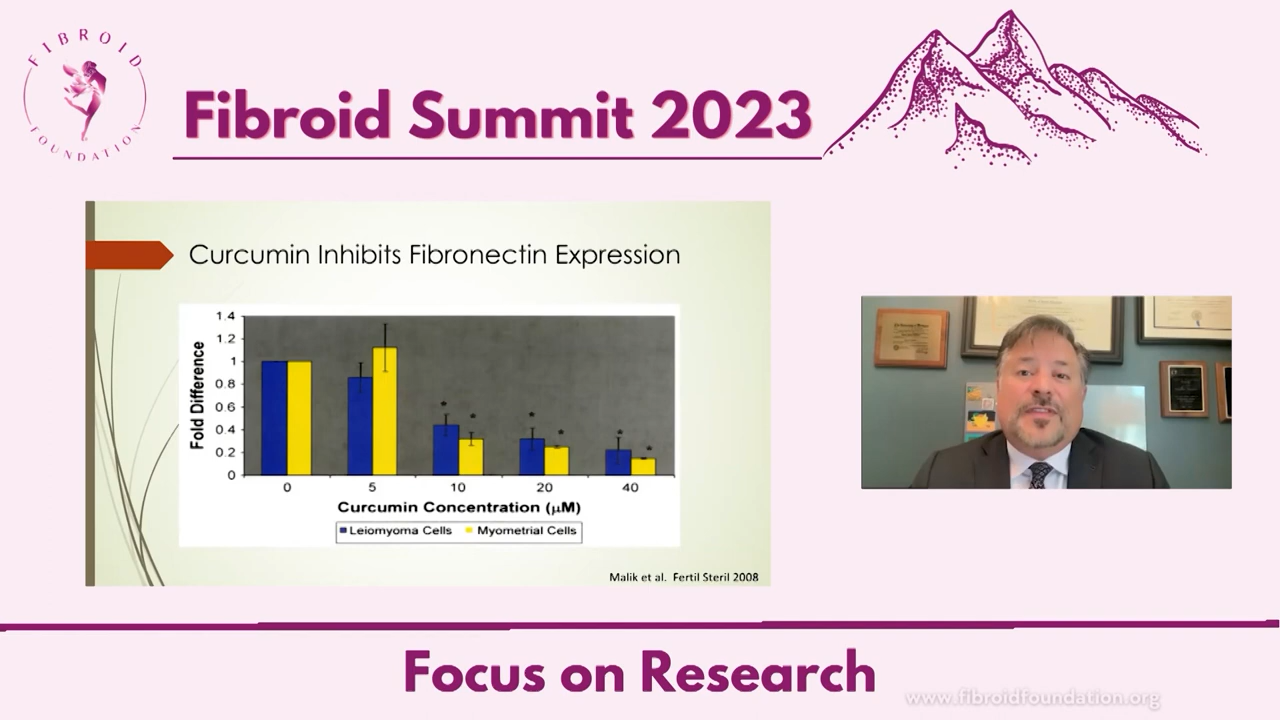 FIBROID
FOUNDATION
Fibroid Summit 2023
Curcumin Inhibits Fibronectin Expression
1.4
1.2
1
0.8
0.6
0.4
0.2
0
Fold Difference
* * * * * *
0 5 10 20 40
Curcumin Concentration (μM)
Leiomyoma Cells Myometrial Cells
Malik et al. Fertil Steril 2008
Focus on Research
www.fibroidfoundation.org